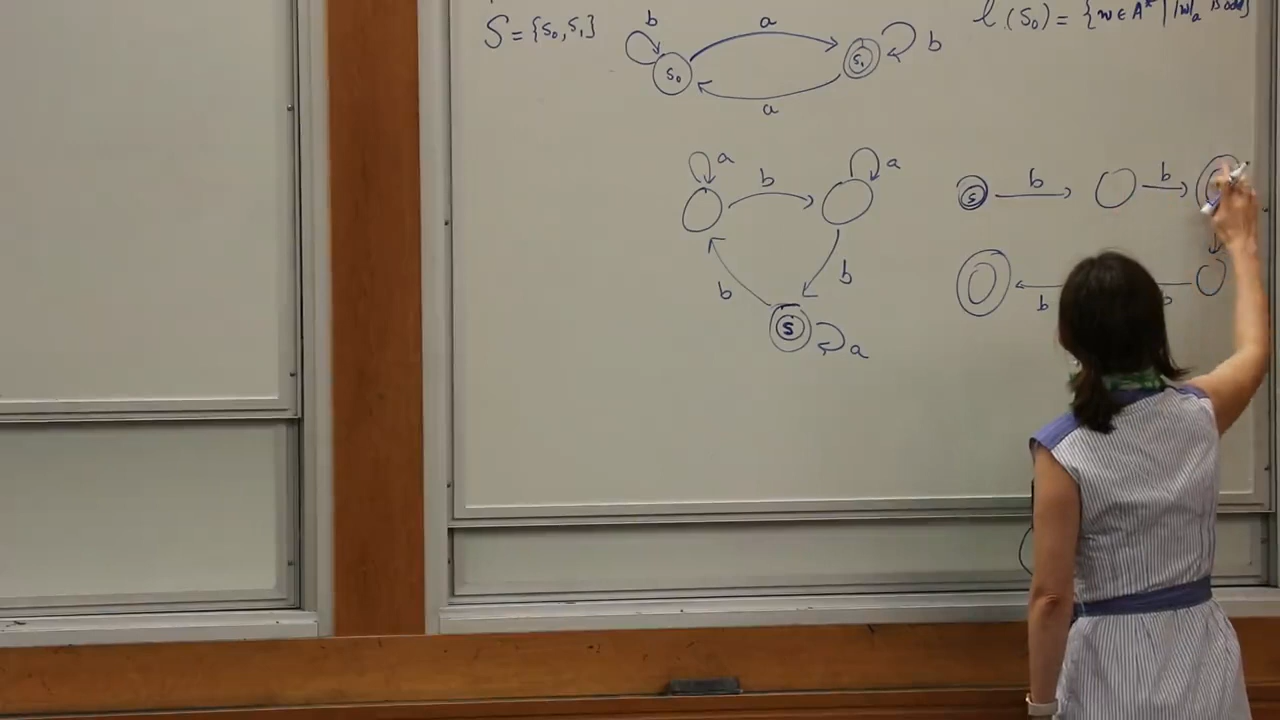 S = {s₀, s₁}
b
a
s₀
s₁
b
a
l (s₀) = { w ∈ A* | |w|ₐ is odd}
a
b
a
b
b
s
a
s
b
b
b
b